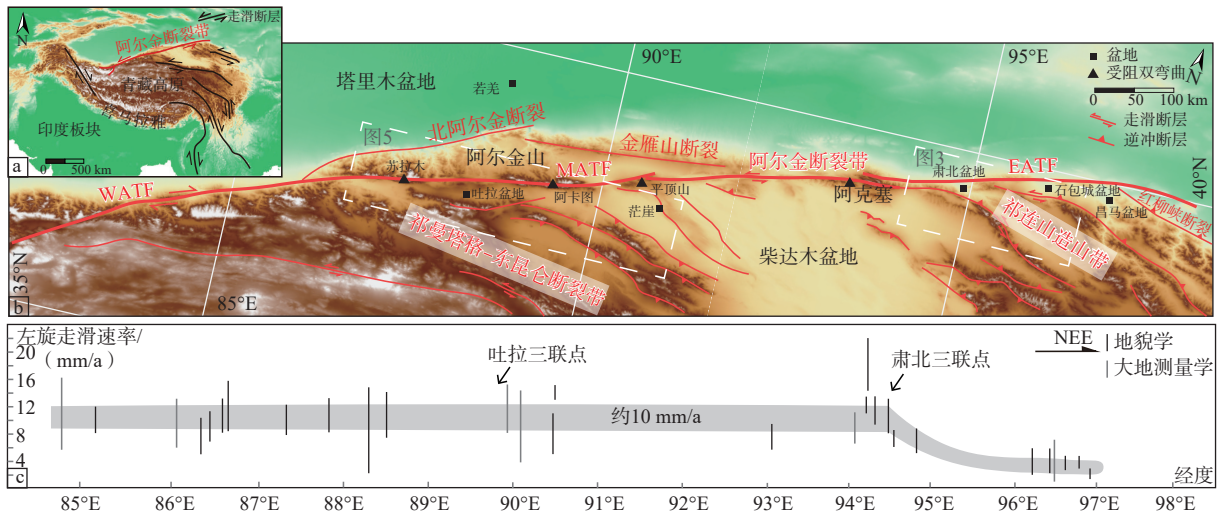 N
走滑断层
阿尔金断裂带
青藏高原
喜马拉雅
印度板块
0 500 km
a
90°E
95°E
盆地
受阻双弯曲
N
0 50 100 km
走滑断层
逆冲断层
塔里木盆地
若羌
北阿尔金断裂
图5
金雁山断裂
阿尔金山
苏拉木
阿尔金断裂带
图3
肃北盆地
EATF
40°N
WATF
MATF
吐拉盆地
阿卡图
平顶山
茫崖
阿克塞
石包城盆地
昌马盆地
红柳峡断裂
祁曼塔格-东昆仑断裂带
柴达木盆地
祁连山造山带
35°N
85°E
b
左旋走滑速率/
（mm/a）
20
16
12
8
4
吐拉三联点
肃北三联点
NEE
地貌学
大地测量学
约10 mm/a
c
经度
85°E 86°E 87°E 88°E 89°E 90°E 91°E 92°E 93°E 94°E 95°E 96°E 97°E 98°E